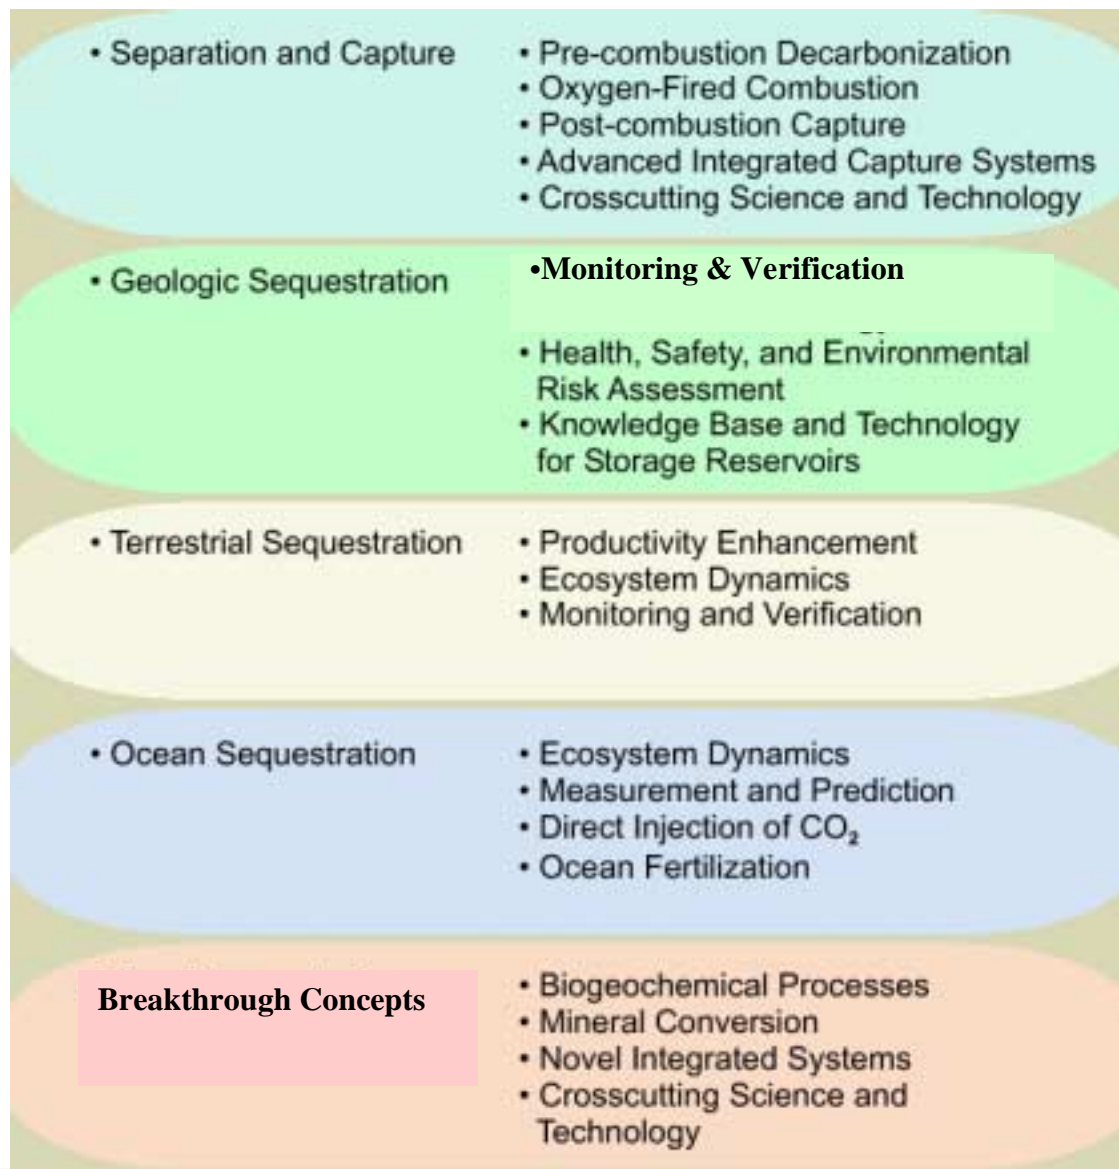 • Separation and Capture
• Pre-combustion Decarbonization
• Oxygen-Fired Combustion
• Post-combustion Capture
• Advanced Integrated Capture Systems
• Crosscutting Science and Technology
• Geologic Sequestration
•Monitoring & Verification
• Health, Safety, and Environmental
Risk Assessment
• Knowledge Base and Technology
for Storage Reservoirs
• Terrestrial Sequestration
• Productivity Enhancement
• Ecosystem Dynamics
• Monitoring and Verification
• Ocean Sequestration
• Ecosystem Dynamics
• Measurement and Prediction
• Direct Injection of CO₂
• Ocean Fertilization
Breakthrough Concepts
• Biogeochemical Processes
• Mineral Conversion
• Novel Integrated Systems
• Crosscutting Science and
Technology